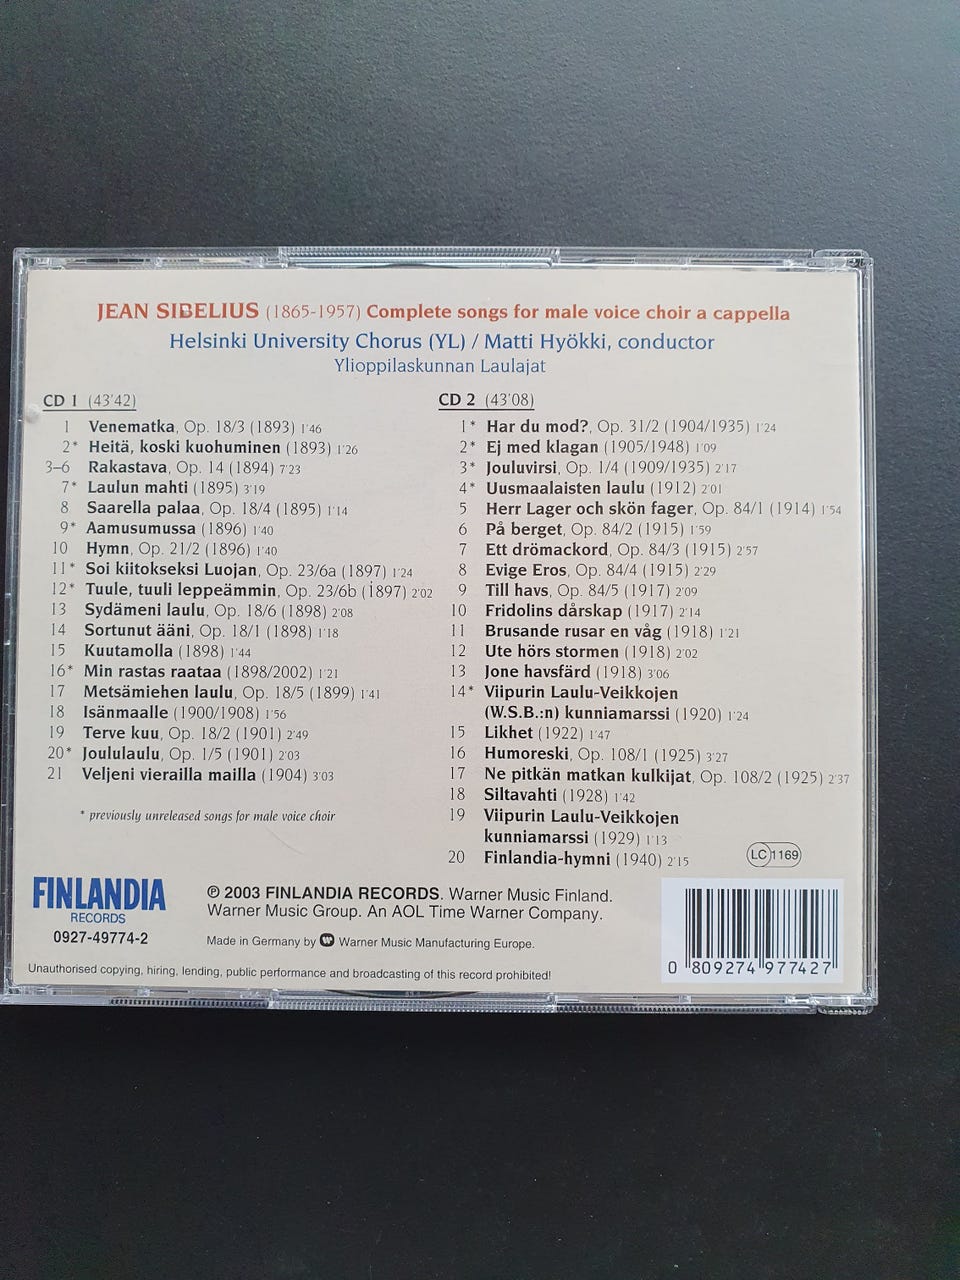 JEAN SIBELIUS (1865-1957) Complete songs for male voice choir a cappella
Helsinki University Chorus (YL) / Matti Hyökki, conductor
Ylioppilaskunnan Laulajat
CD 1 (43'42)
1 Venematka, Op. 18/3 (1893) 1'46
2* Heitä, koski kuohuminen (1893) 1'26
3–6 Rakastava, Op. 14 (1894) 7'23
7* Laulun mahti (1895) 3'19
8 Saarella palaa, Op. 18/4 (1895) 1'14
9* Aamusumussa (1896) 1'40
10 Hymn, Op. 21/2 (1896) 1'40
11* Soi kiitokseksi Luojan, Op. 23/6a (1897) 1'24
12* Tuule, tuuli leppeämmin, Op. 23/6b (1897) 2'02
13 Sydämeni laulu, Op. 18/6 (1898) 2'08
14 Sortunut ääni, Op. 18/1 (1898) 1'18
15 Kuutamolla (1898) 1'44
16* Min rastas raataa (1898/2002) 1'21
17 Metsämiehen laulu, Op. 18/5 (1899) 1'41
18 Isänmaalle (1900/1908) 1'56
19 Terve kuu, Op. 18/2 (1901) 2'49
20* Joululaulu, Op. 1/5 (1901) 2'03
21 Veljeni vierailla mailla (1904) 3'03
* previously unreleased songs for male voice choir
CD 2 (43'08)
1* Har du mod?, Op. 31/2 (1904/1935) 1'24
2* Ej med klagan (1905/1948) 1'09
3* Jouluvirsi, Op. 1/4 (1909/1935) 2'17
4* Uusmaalaisten laulu (1912) 2'01
5 Herr Lager och skön fager, Op. 84/1 (1914) 1'54
6 På berget, Op. 84/2 (1915) 1'59
7 Ett drömackord, Op. 84/3 (1915) 2'57
8 Evige Eros, Op. 84/4 (1915) 2'29
9 Till havs, Op. 84/5 (1917) 2'09
10 Fridolins dårskap (1917) 2'14
11 Brusande rusar en våg (1918) 1'21
12 Ute hörs stormen (1918) 2'02
13 Jone havsfärd (1918) 3'06
14* Viipurin Laulu-Veikkojen
(W.S.B.:n) kunniamarssi (1920) 1'24
15 Likhet (1922) 1'47
16 Humoreski, Op. 108/1 (1925) 3'27
17 Ne pitkän matkan kulkijat, Op. 108/2 (1925) 2'37
18 Siltavahti (1928) 1'42
19 Viipurin Laulu-Veikkojen
kunniamarssi (1929) 1'13
20 Finlandia-hymni (1940) 2'15
LC 1169
FINLANDIA
RECORDS
0927-49774-2
℗ 2003 FINLANDIA RECORDS. Warner Music Finland.
Warner Music Group. An AOL Time Warner Company.
Made in Germany by W Warner Music Manufacturing Europe.
Unauthorised copying, hiring, lending, public performance and broadcasting of this record prohibited!
0 809274 977427